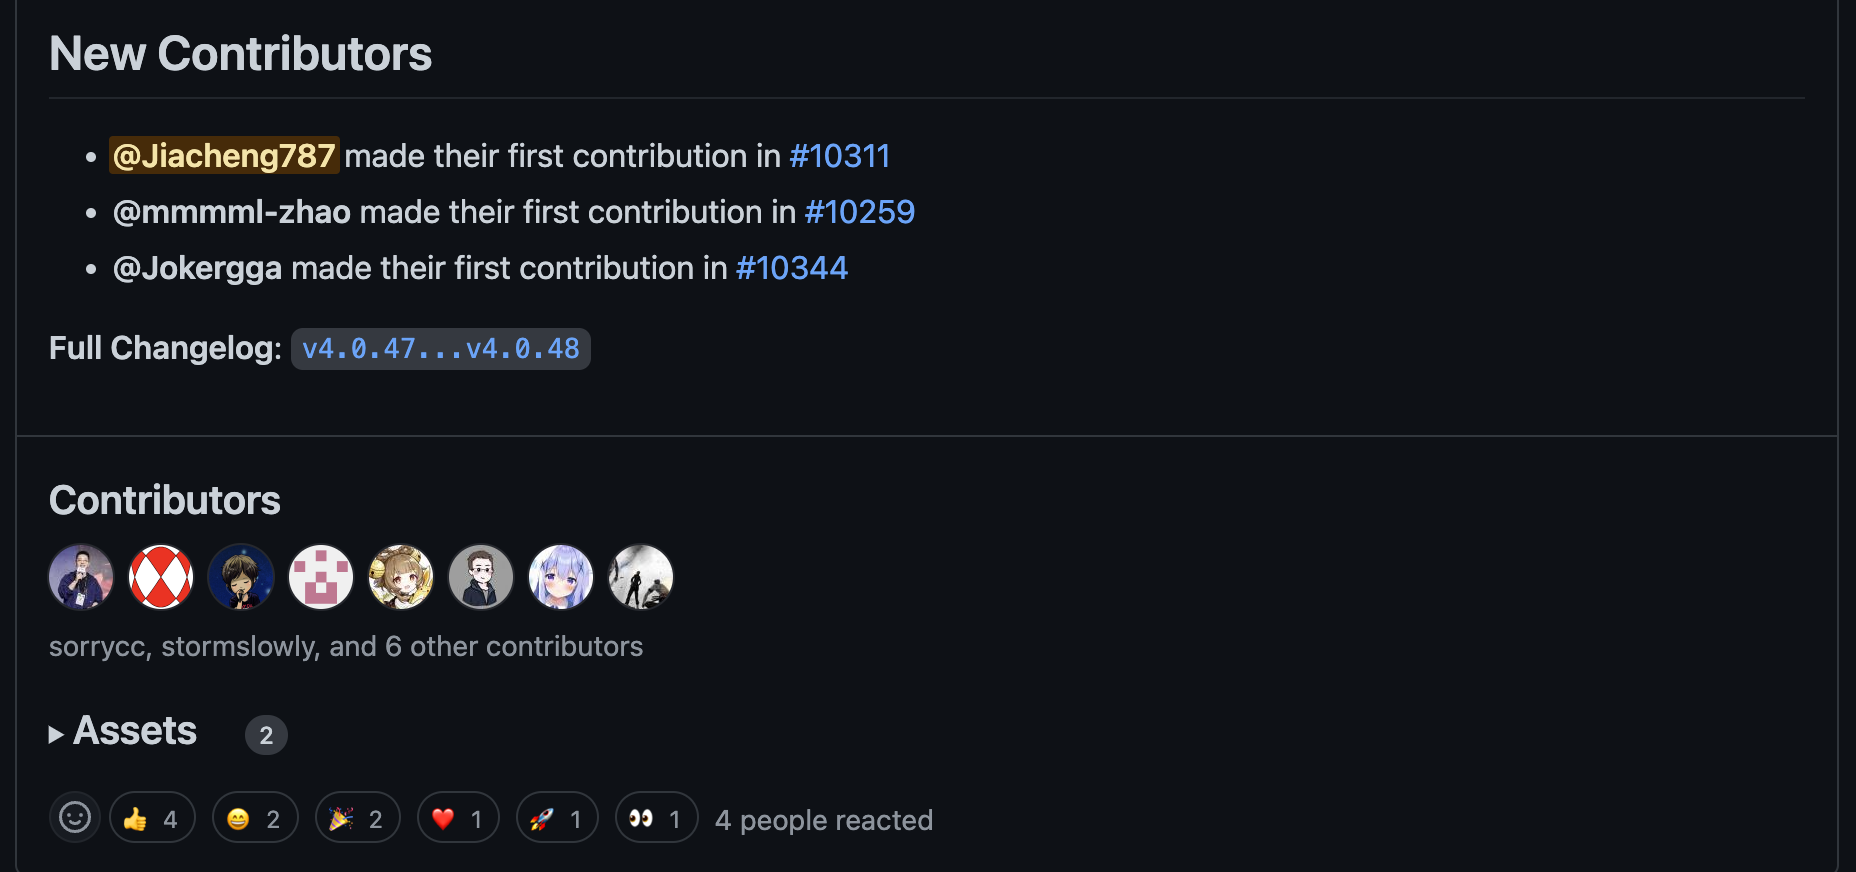 New Contributors
@Jiacheng787 made their first contribution in #10311
@mmmml-zhao made their first contribution in #10259
@Jokergga made their first contribution in #10344
Full Changelog: v4.0.47...v4.0.48
Contributors
sorrycc, stormslowly, and 6 other contributors
Assets 2
👍 4 😄 2 🎉 2 ❤️ 1 🚀 1 👀 1 4 people reacted